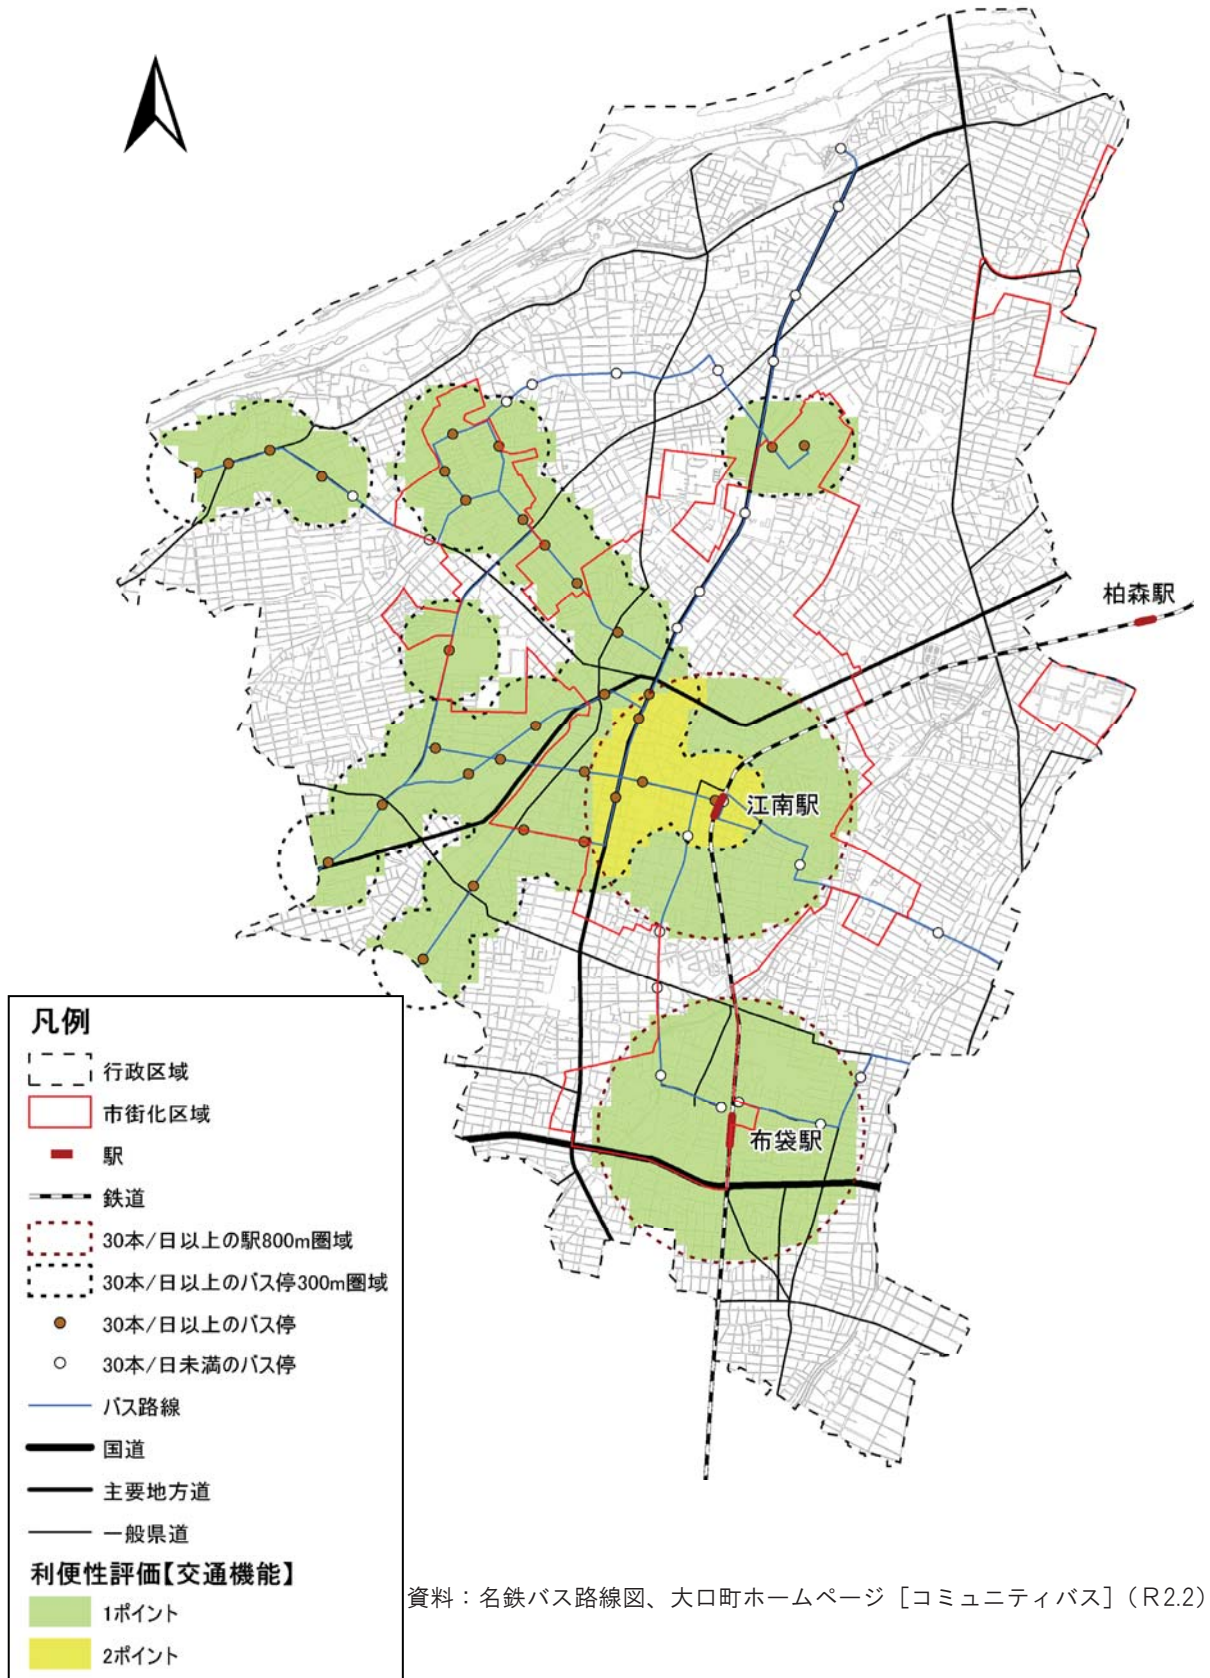 柏森駅
江南駅
布袋駅
凡例
行政区域
市街化区域
駅
鉄道
30本/日以上の駅800m圏域
30本/日以上のバス停300m圏域
30本/日以上のバス停
30本/日未満のバス停
バス路線
国道
主要地方道
一般県道
利便性評価【交通機能】
1ポイント
2ポイント
資料：名鉄バス路線図、大口町ホームページ［コミュニティバス］（R2.2）